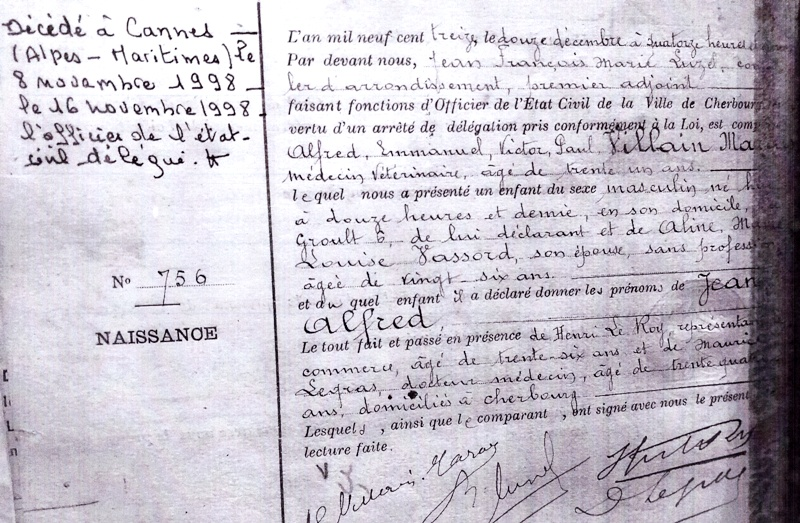 Décédé à Cannes
(Alpes-Maritimes) le
8 novembre 1998
le 16 novembre 1998
l'officier de l'état-
civil délégué.
N° 756
NAISSANCE
L'an mil neuf cent treize, le douze décembre à quatorze heures
Par devant nous, Jean François Marie Luzel,
ler d'arrondissement, premier adjoint
faisant fonctions d'Officier de l'État Civil de la Ville de Cherbourg,
vertu d'un arrêté de délégation pris conformément à la Loi, est
Alfred, Emmanuel, Victor, Paul Villain
médecin vétérinaire, âgé de trente un ans.
lequel nous a présenté un enfant du sexe masculin né
à douze heures et demie, en son domicile,
Groult 6, de lui déclarant et de Aline,
Louise Vassord, son épouse, sans
âgée de vingt-six ans.
et du quel enfant il a déclaré donner les prénoms de Jean
Alfred,
Le tout fait et passé en présence de Henri Le Roy,
commerce, âgé de trente-six ans et de
Legras, docteur médecin, âgé de
ans, domiciliés à Cherbourg
Lesquels, ainsi que le comparant, ont signé avec nous le présent
lecture faite.